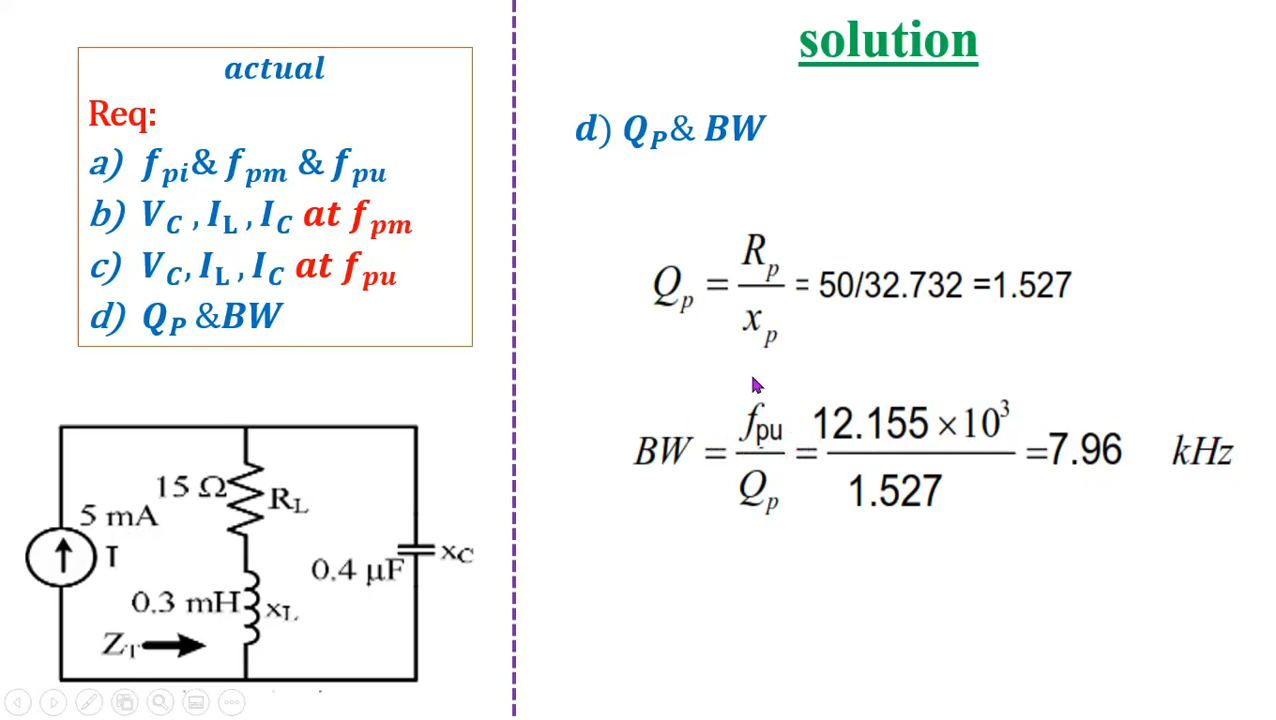 actual
Req:
a) f_pi & f_pm & f_pu
b) V_C , I_L , I_C at f_pm
c) V_C, I_L , I_C at f_pu
d) Q_P &BW
solution
d) Q_P & BW
Q_p = R_p / x_p = 50/32.732 =1.527
BW = f_pu / Q_p = 12.155 ×10^3 / 1.527 =7.96 kHz
15 Ω
R_L
5 mA
I
0.4 μF
x_C
0.3 mH
x_L
Z_T